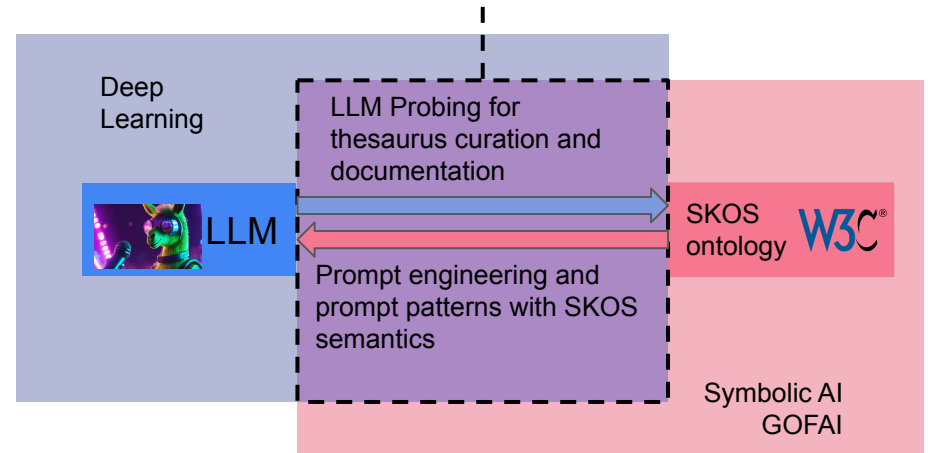 Deep
Learning
LLM Probing for
thesaurus curation and
documentation
LLM
SKOS
ontology
W3C®
Prompt engineering and
prompt patterns with SKOS
semantics
Symbolic AI
GOFAI